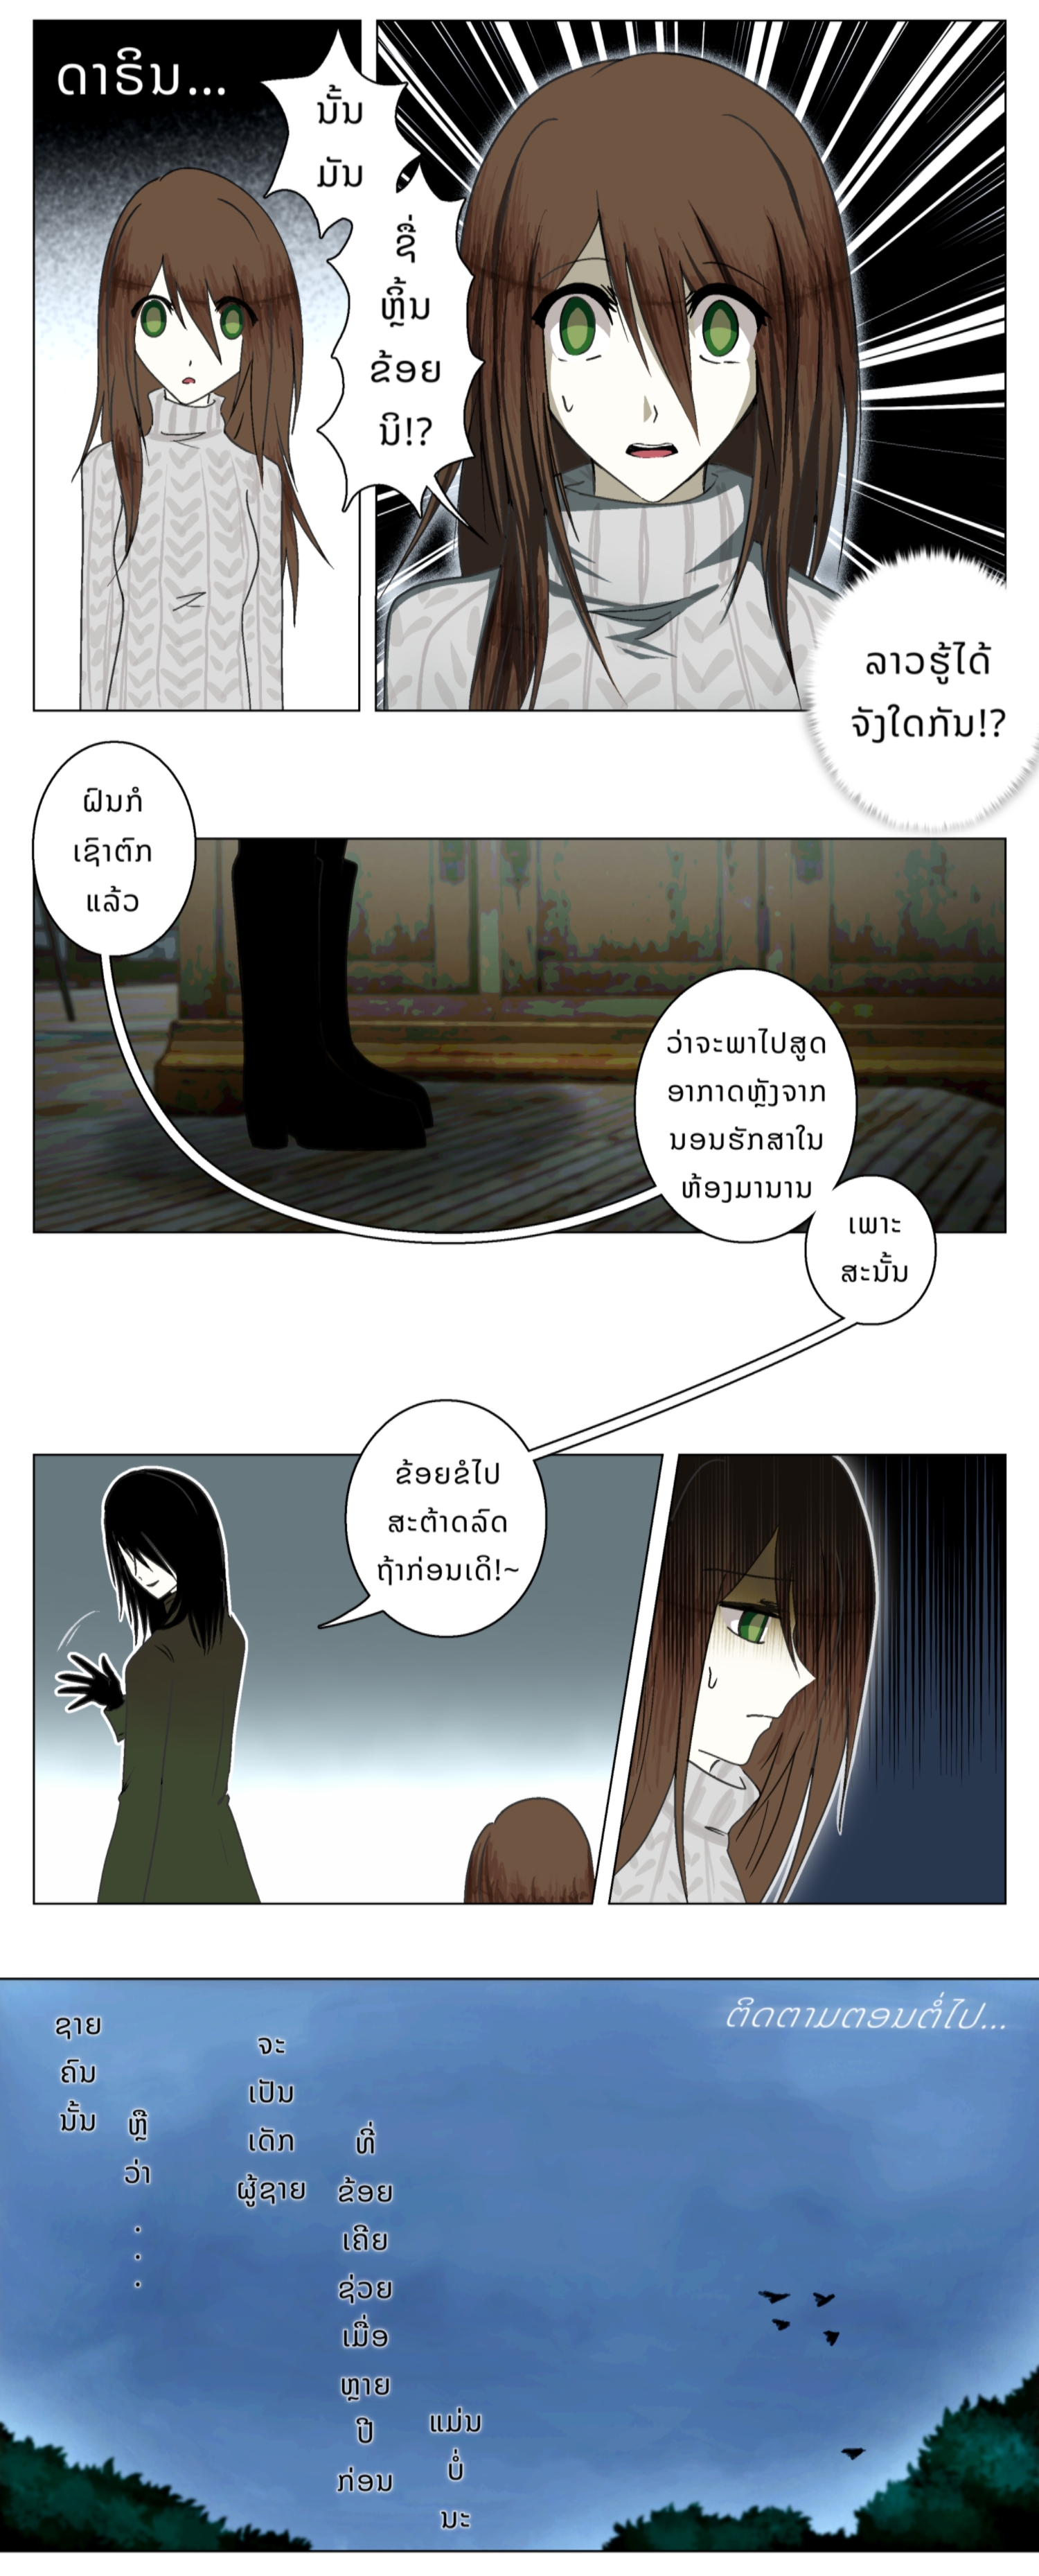 ດາຣິນ...
ນັ້ນ
ມັນ
ຊື່
ຫຼິ້ນ
ຂ້ອຍ
ນິ!?
ລາວຮູ້ໄດ້
ຈັງໃດກັນ!?
ຝົນກໍ
ເຊົາຕົກ
ແລ້ວ
ວ່າຈະພາໄປສູດ
ອາກາດຫຼັງຈາກ
ນອນຮັກສາໃນ
ຫ້ອງມານານ
ເພາະ
ສະນັ້ນ
ຂ້ອຍຂໍໄປ
ສະຕ້າດລົດ
ຖ້າກ່ອນເດີ!~
ຕິດຕາມຕອນຕໍ່ໄປ...
ຊາຍ
ຄົນ
ນັ້ນ
ຫຼື
ວ່າ
.
.
.
ຈະ
ເປັນ
ເດັກ
ຜູ້ຊາຍ
ທີ່
ຂ້ອຍ
ເຄີຍ
ຊ່ວຍ
ເມື່ອ
ຫຼາຍ
ປີ
ກ່ອນ
ແມ່ນ
ບໍ່
ນະ